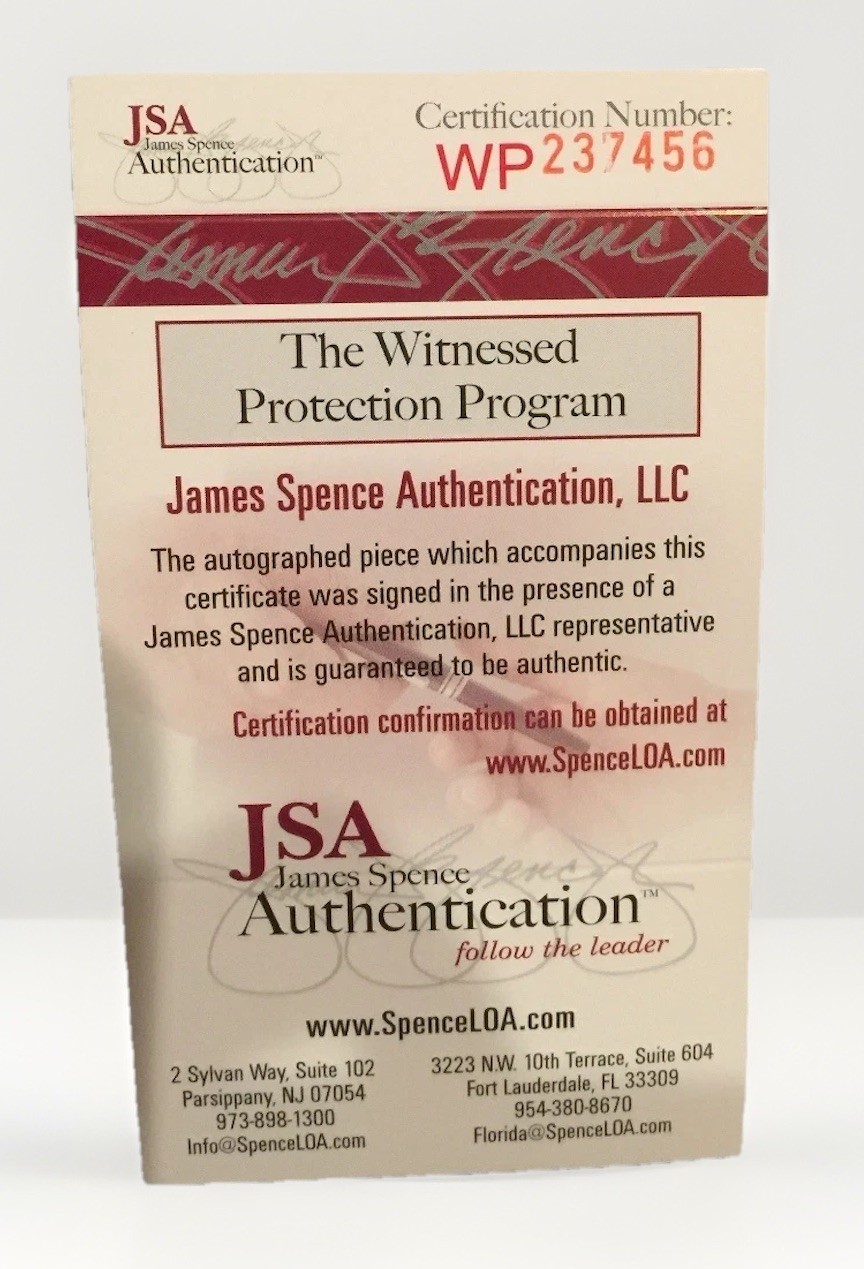 JSA
James Spence
Authentication™
Certification Number:
WP237456
The Witnessed
Protection Program
James Spence Authentication, LLC
The autographed piece which accompanies this
certificate was signed in the presence of a
James Spence Authentication, LLC representative
and is guaranteed to be authentic.
Certification confirmation can be obtained at
www.SpenceLOA.com
JSA
James Spence
Authentication™
follow the leader
www.SpenceLOA.com
2 Sylvan Way, Suite 102
Parsippany, NJ 07054
973-898-1300
Info@SpenceLOA.com
3223 N.W. 10th Terrace, Suite 604
Fort Lauderdale, FL 33309
954-380-8670
Florida@SpenceLOA.com